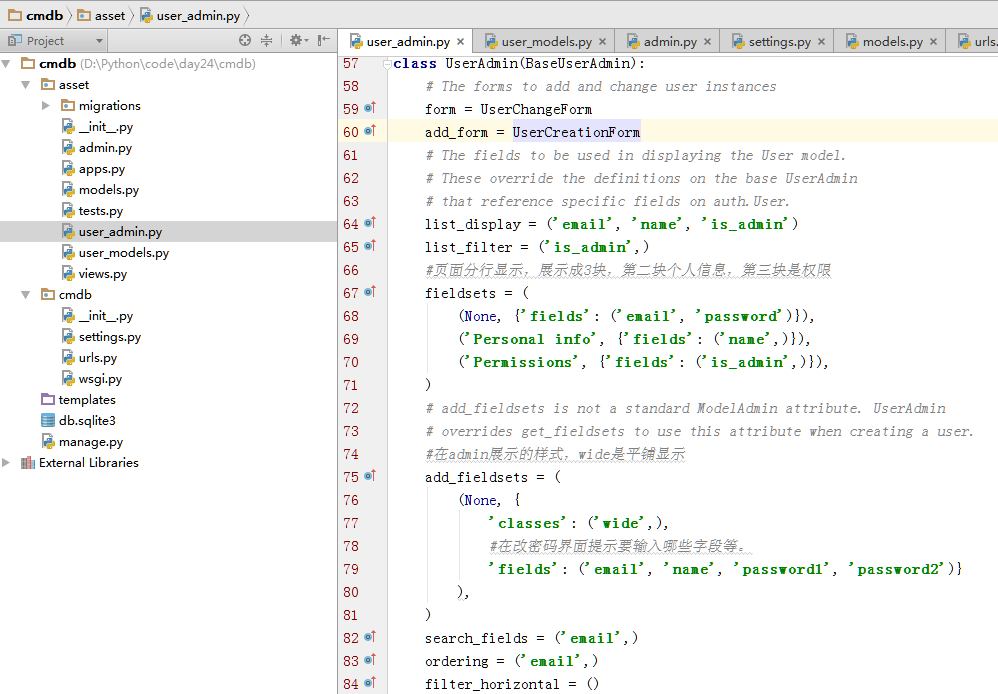 cmdb asset user_admin.py
Project
user_admin.py user_models.py admin.py settings.py models.py urls.
cmdb (D:\Python\code\day24\cmdb)
asset
migrations
__init__.py
admin.py
apps.py
models.py
tests.py
user_admin.py
user_models.py
views.py
cmdb
__init__.py
settings.py
urls.py
wsgi.py
templates
db.sqlite3
manage.py
External Libraries
57 class UserAdmin(BaseUserAdmin):
58 # The forms to add and change user instances
59 form = UserChangeForm
60 add_form = UserCreationForm
61 # The fields to be used in displaying the User model.
62 # These override the definitions on the base UserAdmin
63 # that reference specific fields on auth.User.
64 list_display = ('email', 'name', 'is_admin')
65 list_filter = ('is_admin',)
66 #页面分行显示，展示成3块，第二块个人信息，第三块是权限
67 fieldsets = (
68 (None, {'fields': ('email', 'password')}),
69 ('Personal info', {'fields': ('name',)}),
70 ('Permissions', {'fields': ('is_admin',)}),
71 )
72 # add_fieldsets is not a standard ModelAdmin attribute. UserAdmin
73 # overrides get_fieldsets to use this attribute when creating a user.
74 #在admin展示的样式，wide是平铺显示
75 add_fieldsets = (
76 (None, {
77 'classes': ('wide',),
78 #在改密码界面提示要输入哪些字段等。
79 'fields': ('email', 'name', 'password1', 'password2')}
80 ),
81 )
82 search_fields = ('email',)
83 ordering = ('email',)
84 filter_horizontal = ()